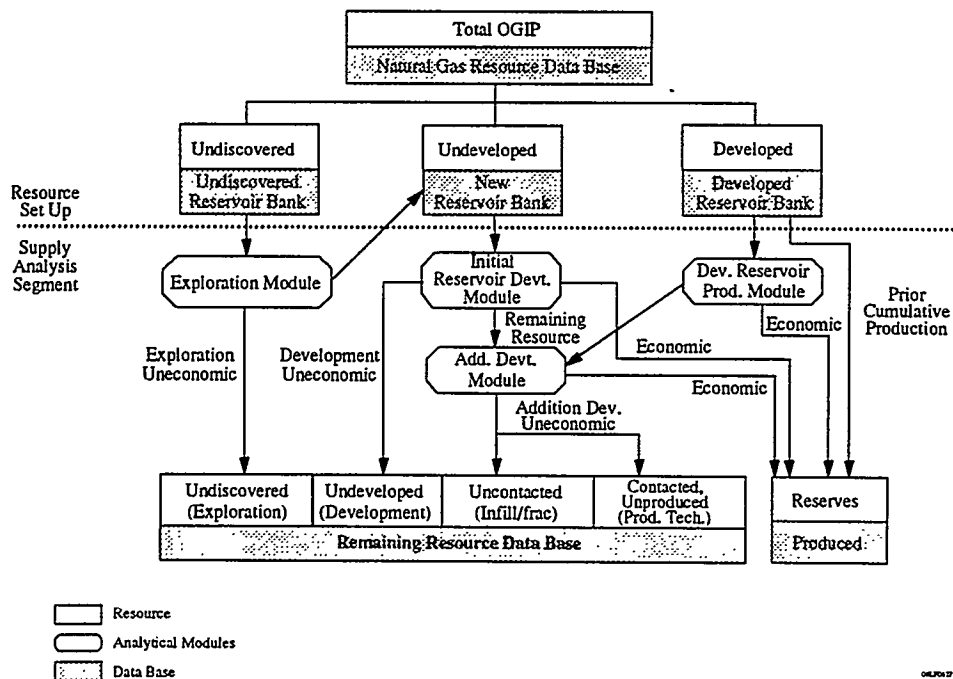 Total OGIP
Natural Gas Resource Data Base
Undiscovered
Undiscovered
Reservoir Bank
Undeveloped
New
Reservoir Bank
Developed
Developed
Reservoir Bank
Resource
Set Up
Supply
Analysis
Segment
Exploration Module
Initial
Reservoir Devt.
Module
Dev. Reservoir
Prod. Module
Prior
Cumulative
Production
Remaining
Resource
Economic
Economic
Exploration
Uneconomic
Development
Uneconomic
Add. Devt.
Module
Economic
Addition Dev.
Uneconomic
Undiscovered
(Exploration)
Undeveloped
(Development)
Uncontacted
(Infill/frac)
Contacted,
Unproduced
(Prod. Tech.)
Remaining Resource Data Base
Reserves
Produced
Resource
Analytical Modules
Data Base